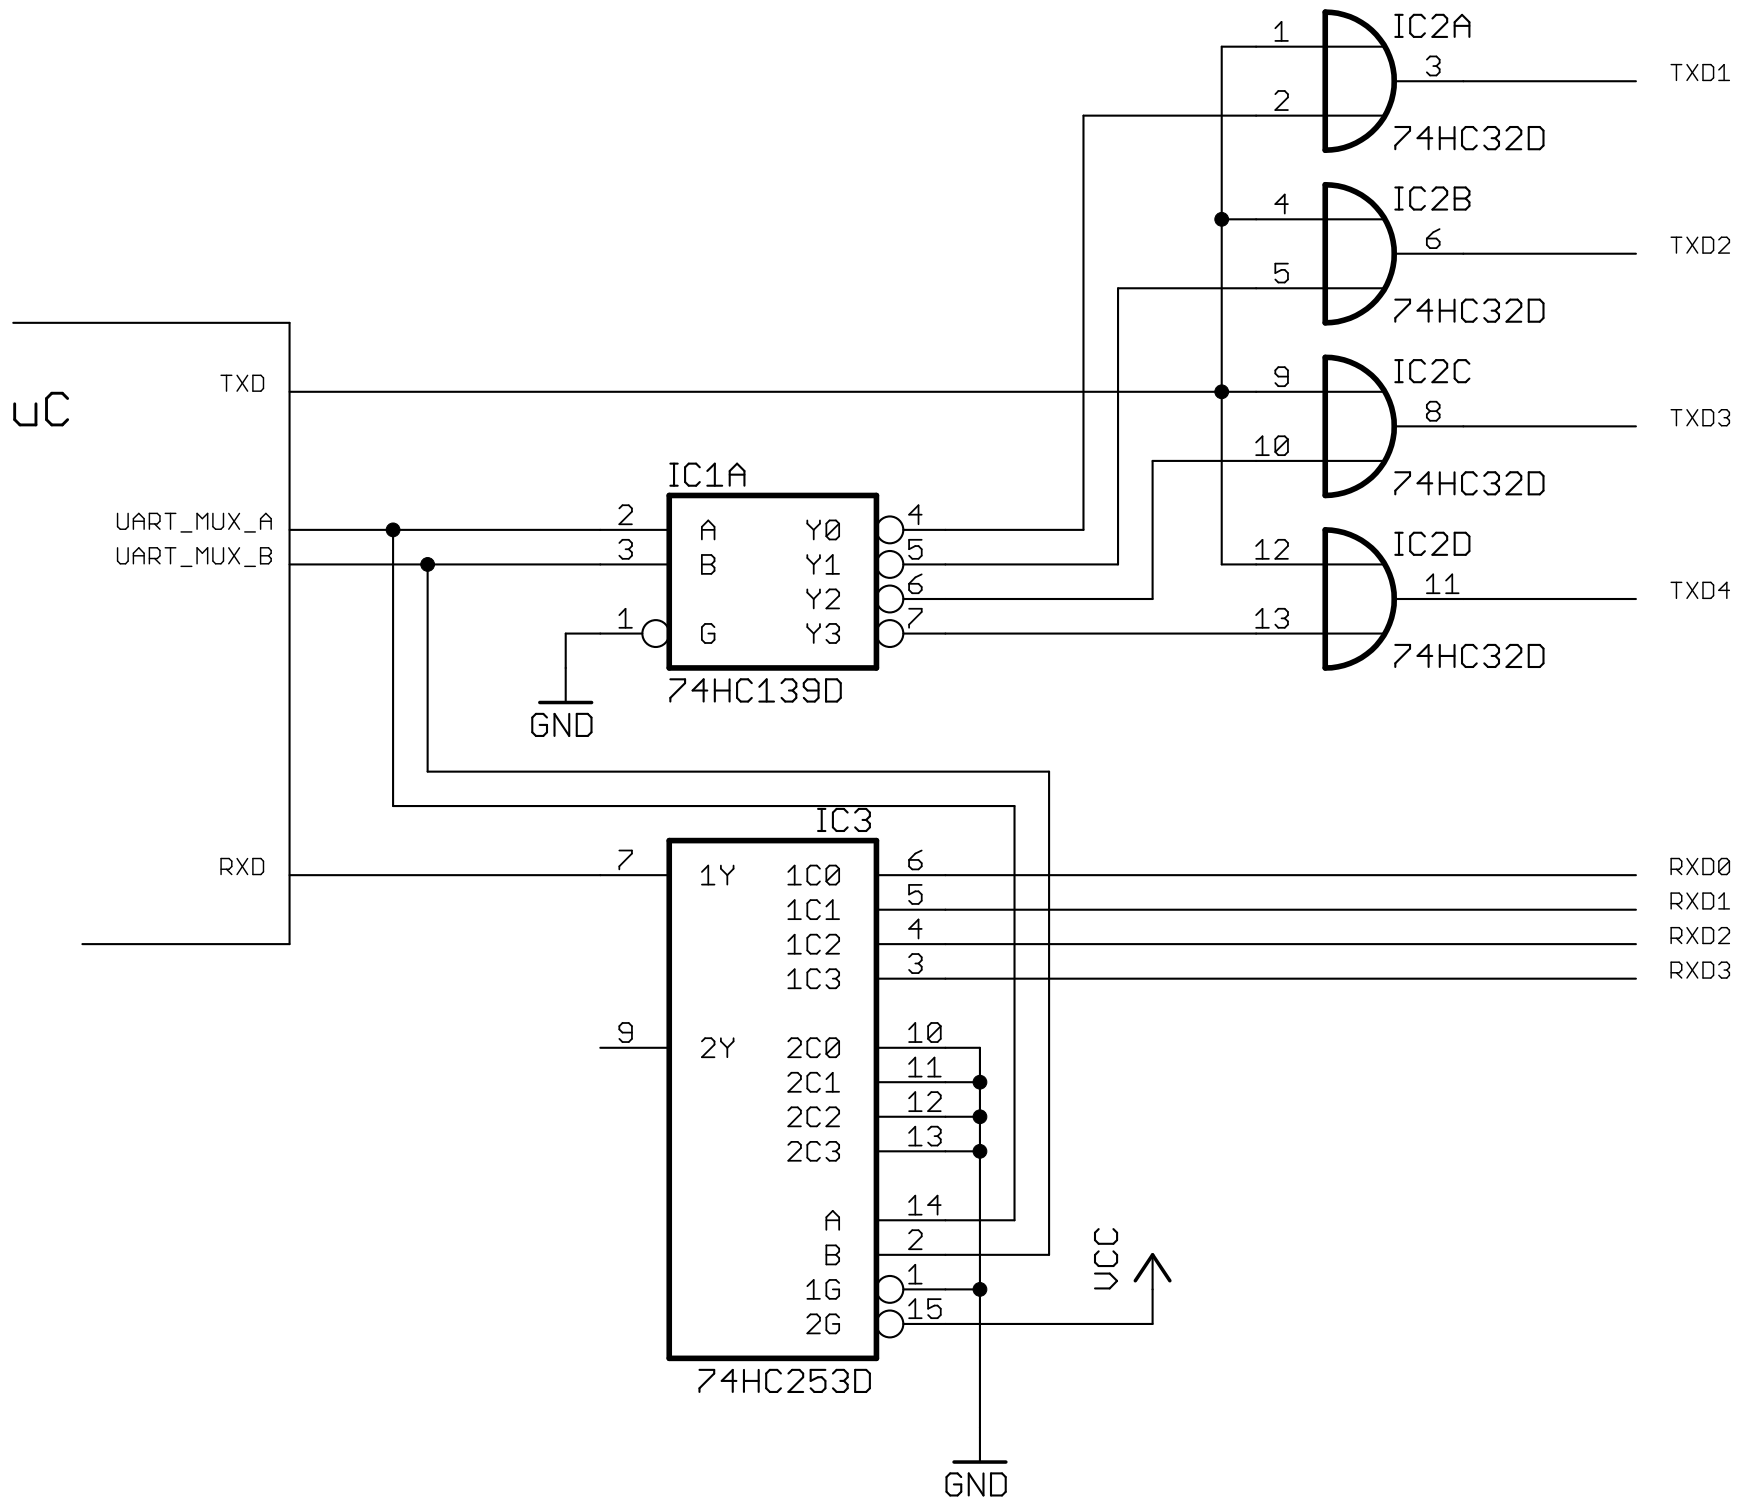 IC2A
1
3
TXD1
2
74HC32D
IC2B
4
6
TXD2
5
74HC32D
IC2C
TXD
9
8
TXD3
uC
10
IC1A
74HC32D
UART_MUX_A
2
A
Y0
4
IC2D
UART_MUX_B
3
B
Y1
5
12
11
TXD4
Y2
6
1
G
Y3
7
13
74HC32D
74HC139D
GND
IC3
RXD
7
1Y
1C0
6
RXD0
1C1
5
RXD1
1C2
4
RXD2
1C3
3
RXD3
9
2Y
2C0
10
2C1
11
2C2
12
2C3
13
A
14
B
2
VCC
1G
1
2G
15
74HC253D
GND